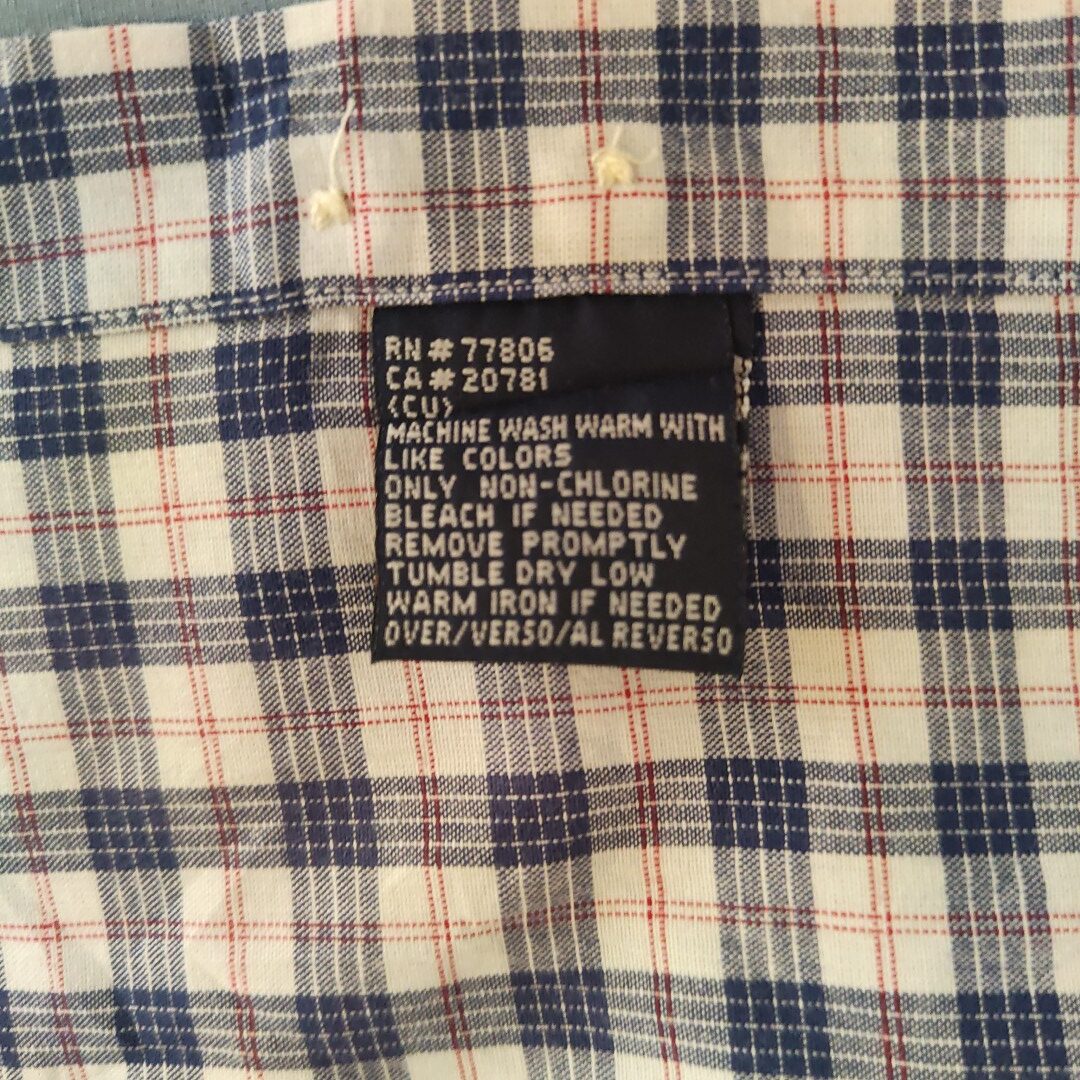 RN # 77806
CA # 20781
<CU>
MACHINE WASH WARM WITH
LIKE COLORS
ONLY NON-CHLORINE
BLEACH IF NEEDED
REMOVE PROMPTLY
TUMBLE DRY LOW
WARM IRON IF NEEDED
OVER/VERSO/AL REVERSO